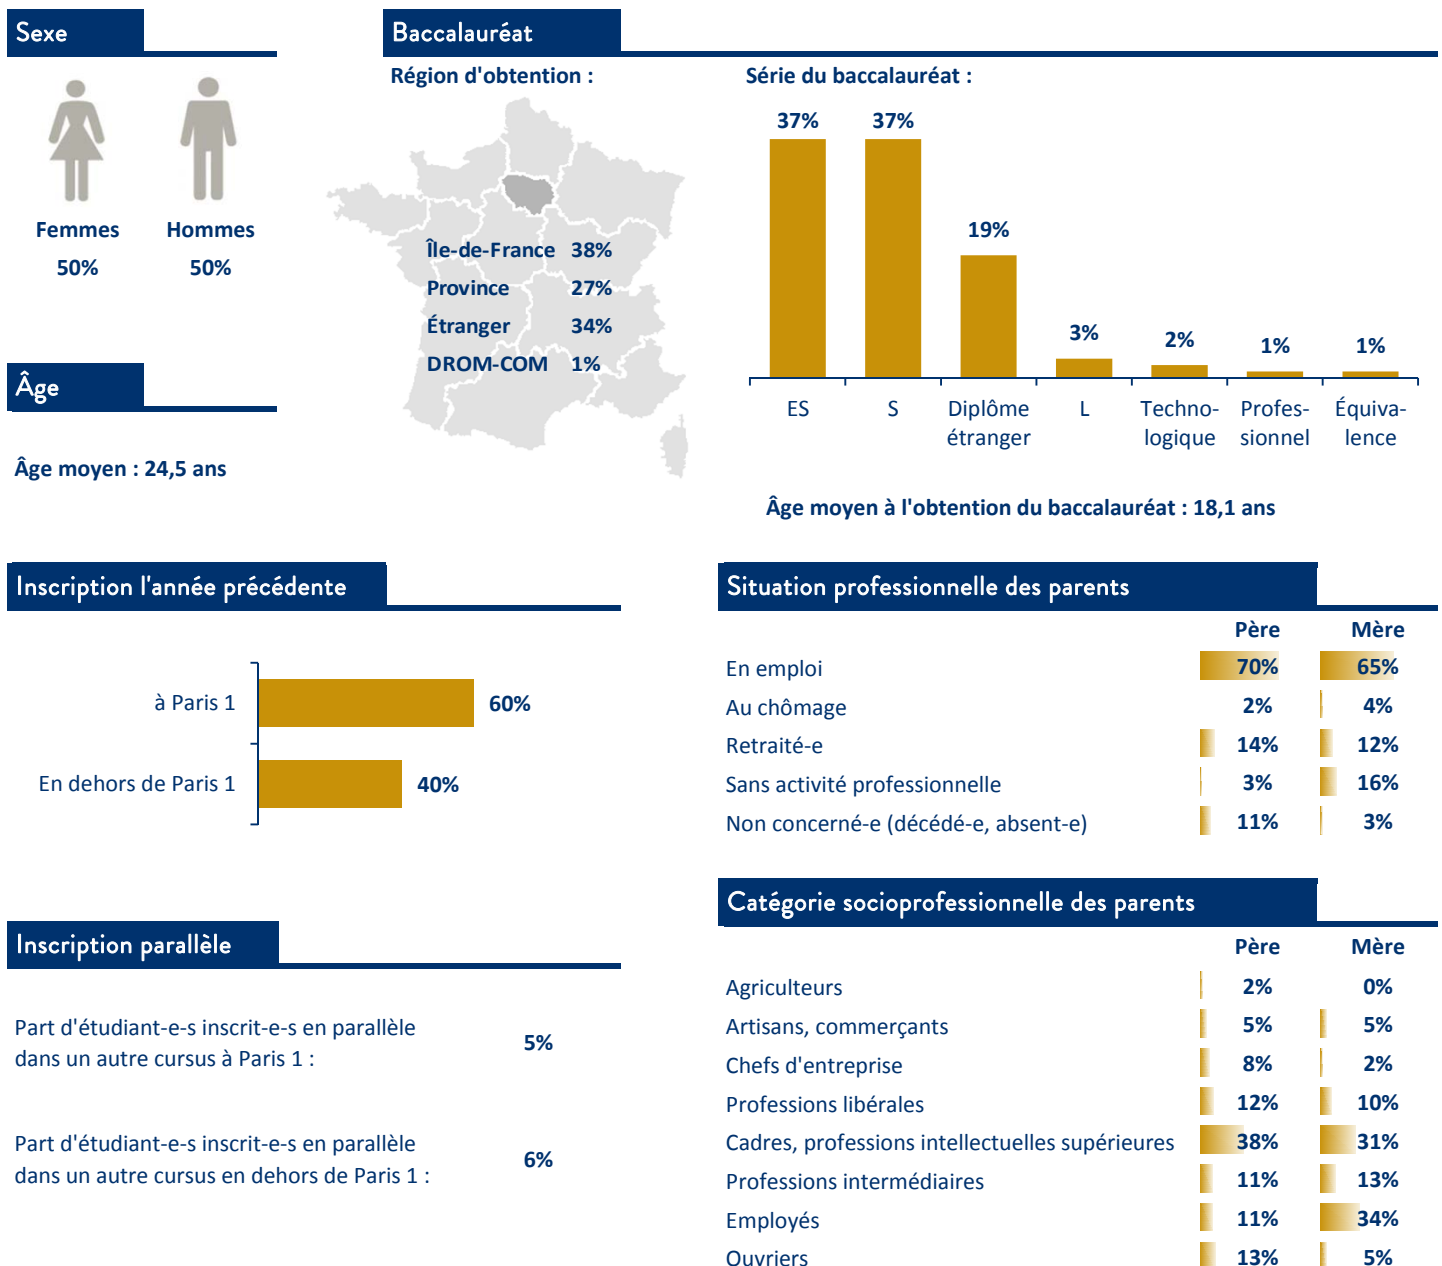 Sexe
Femmes Hommes
50% 50%
Âge
Âge moyen : 24,5 ans
Baccalauréat
Région d'obtention :
Île-de-France 38%
Province 27%
Étranger 34%
DROM-COM 1%
Série du baccalauréat :
37% 37% 19% 3% 2% 1% 1%
ES S Diplôme L Techno- Profes- Équiva-
étranger logique sionnel lence
Âge moyen à l'obtention du baccalauréat : 18,1 ans
Inscription l'année précédente
à Paris 1 60%
En dehors de Paris 1 40%
Inscription parallèle
Part d'étudiant-e-s inscrit-e-s en parallèle
dans un autre cursus à Paris 1 :
5%
Part d'étudiant-e-s inscrit-e-s en parallèle
dans un autre cursus en dehors de Paris 1 :
6%
Situation professionnelle des parents
Père Mère
En emploi 70% 65%
Au chômage 2% 4%
Retraité-e 14% 12%
Sans activité professionnelle 3% 16%
Non concerné-e (décédé-e, absent-e) 11% 3%
Catégorie socioprofessionnelle des parents
Père Mère
Agriculteurs 2% 0%
Artisans, commerçants 5% 5%
Chefs d'entreprise 8% 2%
Professions libérales 12% 10%
Cadres, professions intellectuelles supérieures 38% 31%
Professions intermédiaires 11% 13%
Employés 11% 34%
Ouvriers 13% 5%